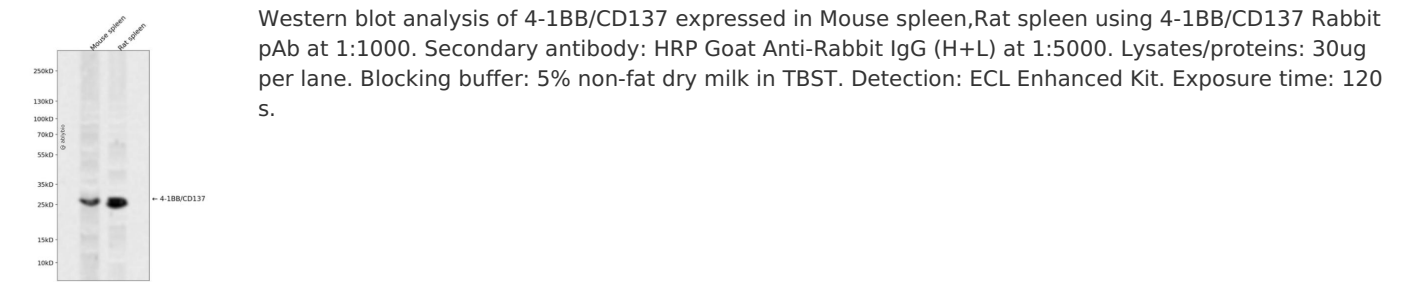 Mouse spleen
Rat spleen
Western blot analysis of 4-1BB/CD137 expressed in Mouse spleen,Rat spleen using 4-1BB/CD137 Rabbit
pAb at 1:1000. Secondary antibody: HRP Goat Anti-Rabbit IgG (H+L) at 1:5000. Lysates/proteins: 30ug
per lane. Blocking buffer: 5% non-fat dry milk in TBST. Detection: ECL Enhanced Kit. Exposure time: 120
s.
250kD
130kD
100kD
70kD
55kD
35kD
25kD
15kD
10kD
@ ablybio
← 4-1BB/CD137